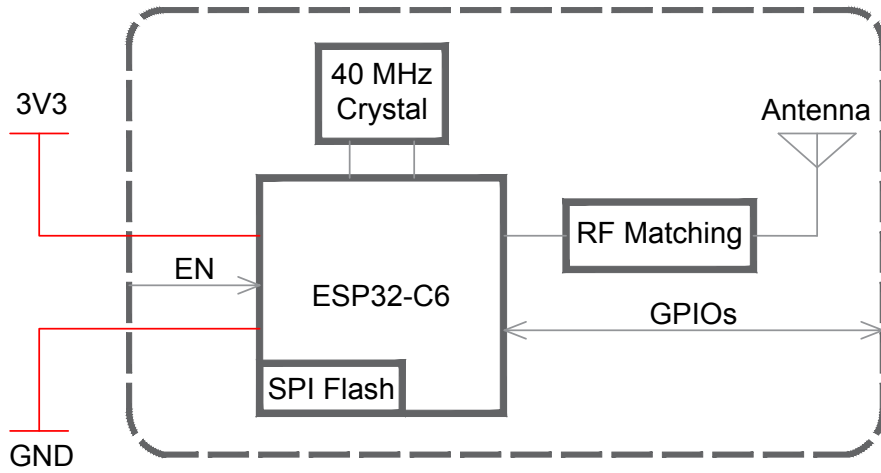 40 MHz
Crystal
3V3
Antenna
RF Matching
EN
ESP32-C6
GPIOs
SPI Flash
GND